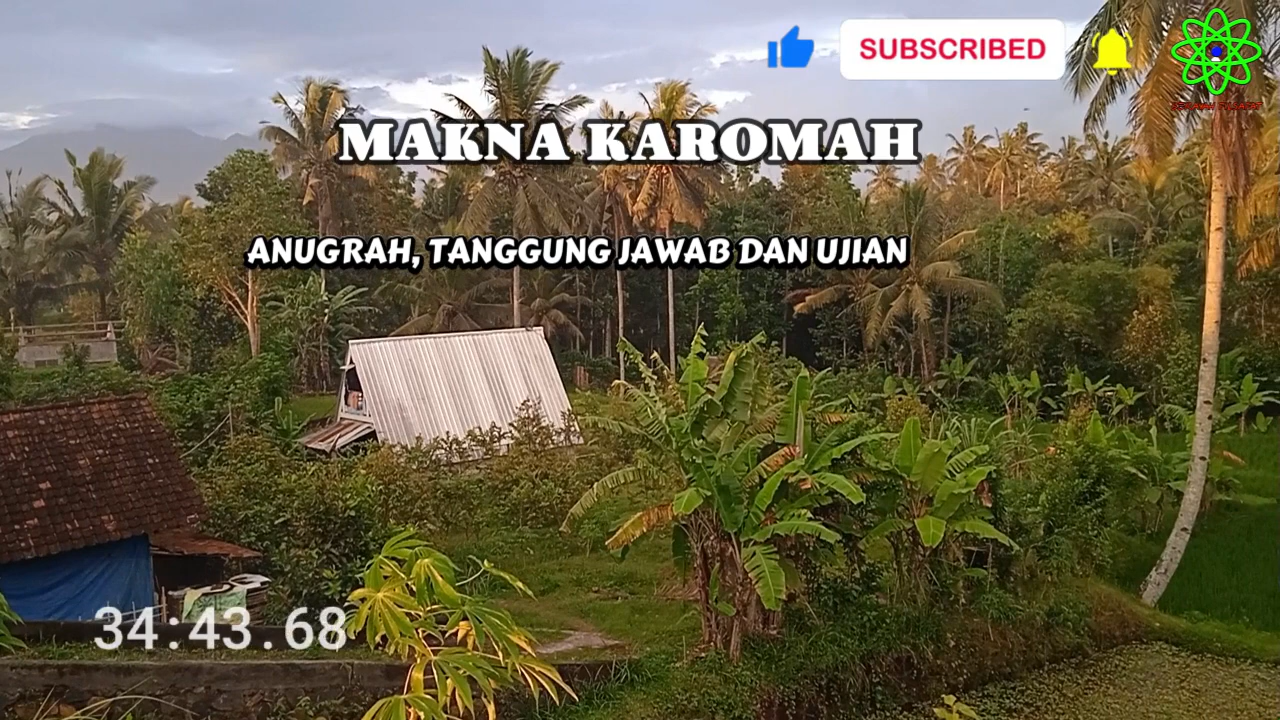 SUBSCRIBED
MAKNA KAROMAH
ANUGRAH, TANGGUNG JAWAB DAN UJIAN
34:43.68